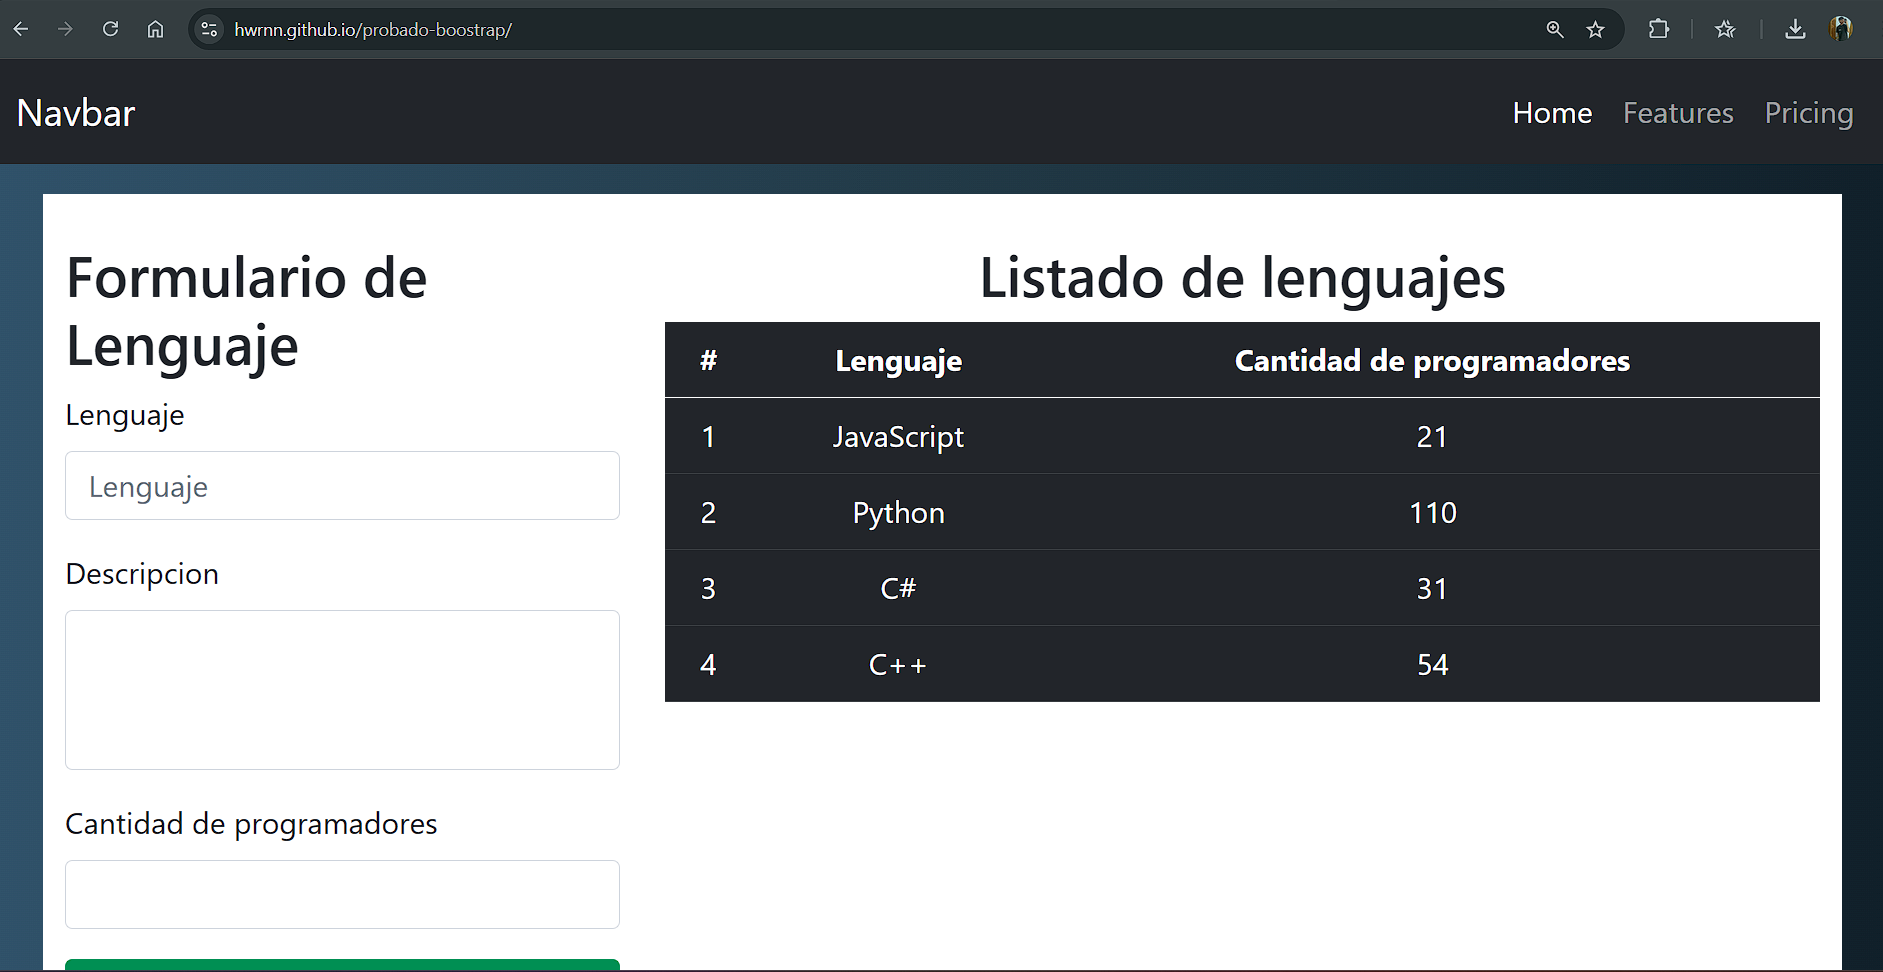 hwrnn.github.io/probado-boostrap/
Navbar
Home Features Pricing
Formulario de
Lenguaje
Lenguaje
Lenguaje
Descripcion
Cantidad de programadores
Listado de lenguajes
# Lenguaje Cantidad de programadores
1 JavaScript 21
2 Python 110
3 C# 31
4 C++ 54